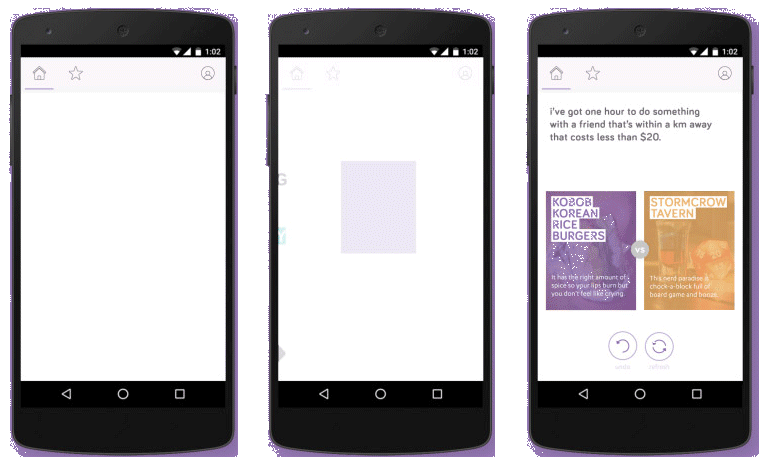 1:02
1:02
G
1:02
i've got one hour to do something
with a friend that's within a km away
that costs less than $20.
KOBOB
KOREAN
RICE
BURGERS
It has the right amount of
spice so your lips burn but
you don't feel like crying.
vs
STORMCROW
TAVERN
This nerd paradise is
chock-a-block full of
board game and booze.